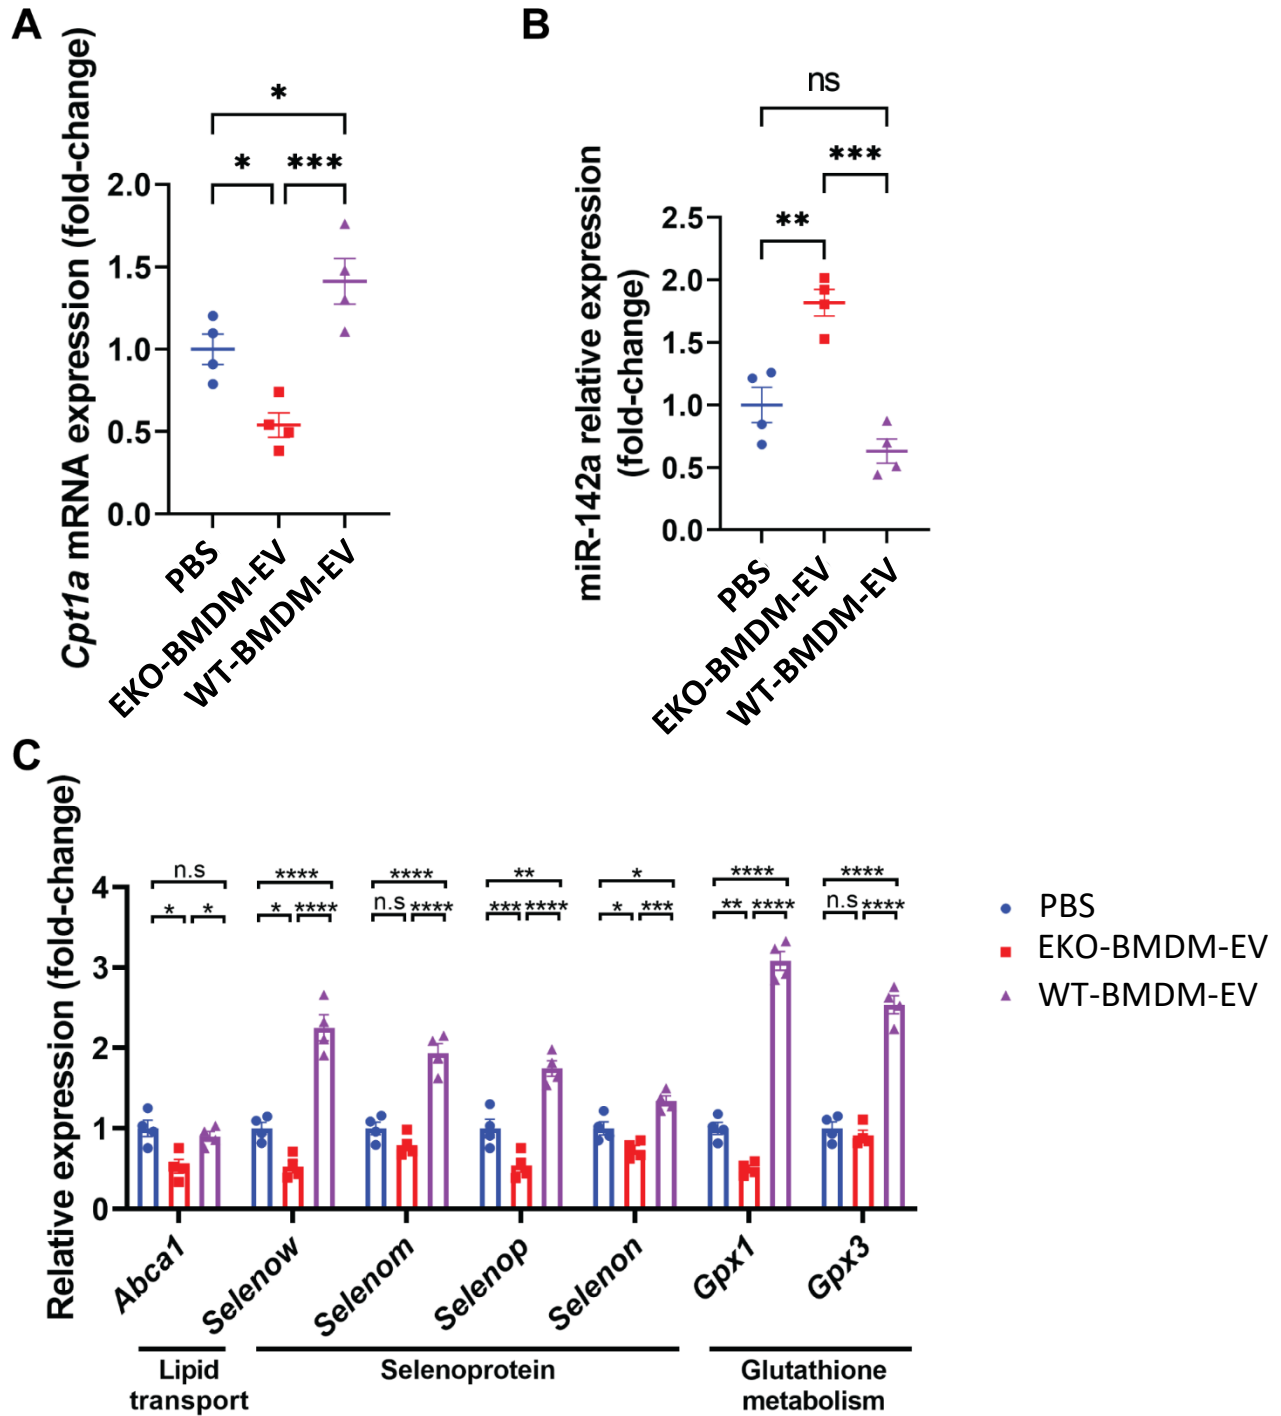 A
Cpt1a mRNA expression (fold-change)
*
* ***
2.0
1.5
1.0
0.5
0.0
PBS
EKO-BMDM-EV
WT-BMDM-EV
B
miR-142a relative expression
(fold-change)
ns
***
**
2.5
2.0
1.5
1.0
0.5
0.0
PBS
EKO-BMDM-EV
WT-BMDM-EV
C
Relative expression (fold-change)
n.s **** **** ** * **** ****
* * * **** n.s **** *** **** * *** ** **** n.s ****
4
3
2
1
0
Abca1
Selenow
Selenom
Selenop
Selenon
Gpx1
Gpx3
Lipid
transport
Selenoprotein
Glutathione
metabolism
PBS
EKO-BMDM-EV
WT-BMDM-EV